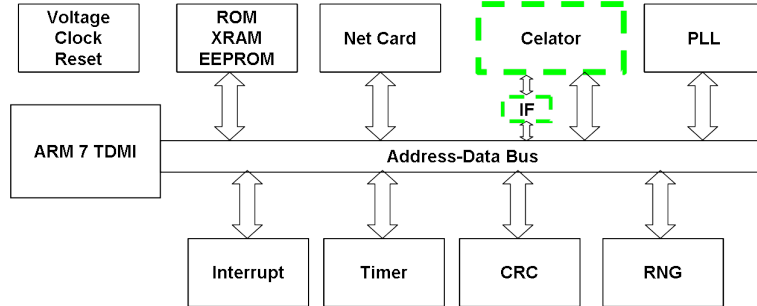 Voltage
Clock
Reset
ROM
XRAM
EEPROM
Net Card
Celator
PLL
IF
ARM 7 TDMI
Address-Data Bus
Interrupt
Timer
CRC
RNG